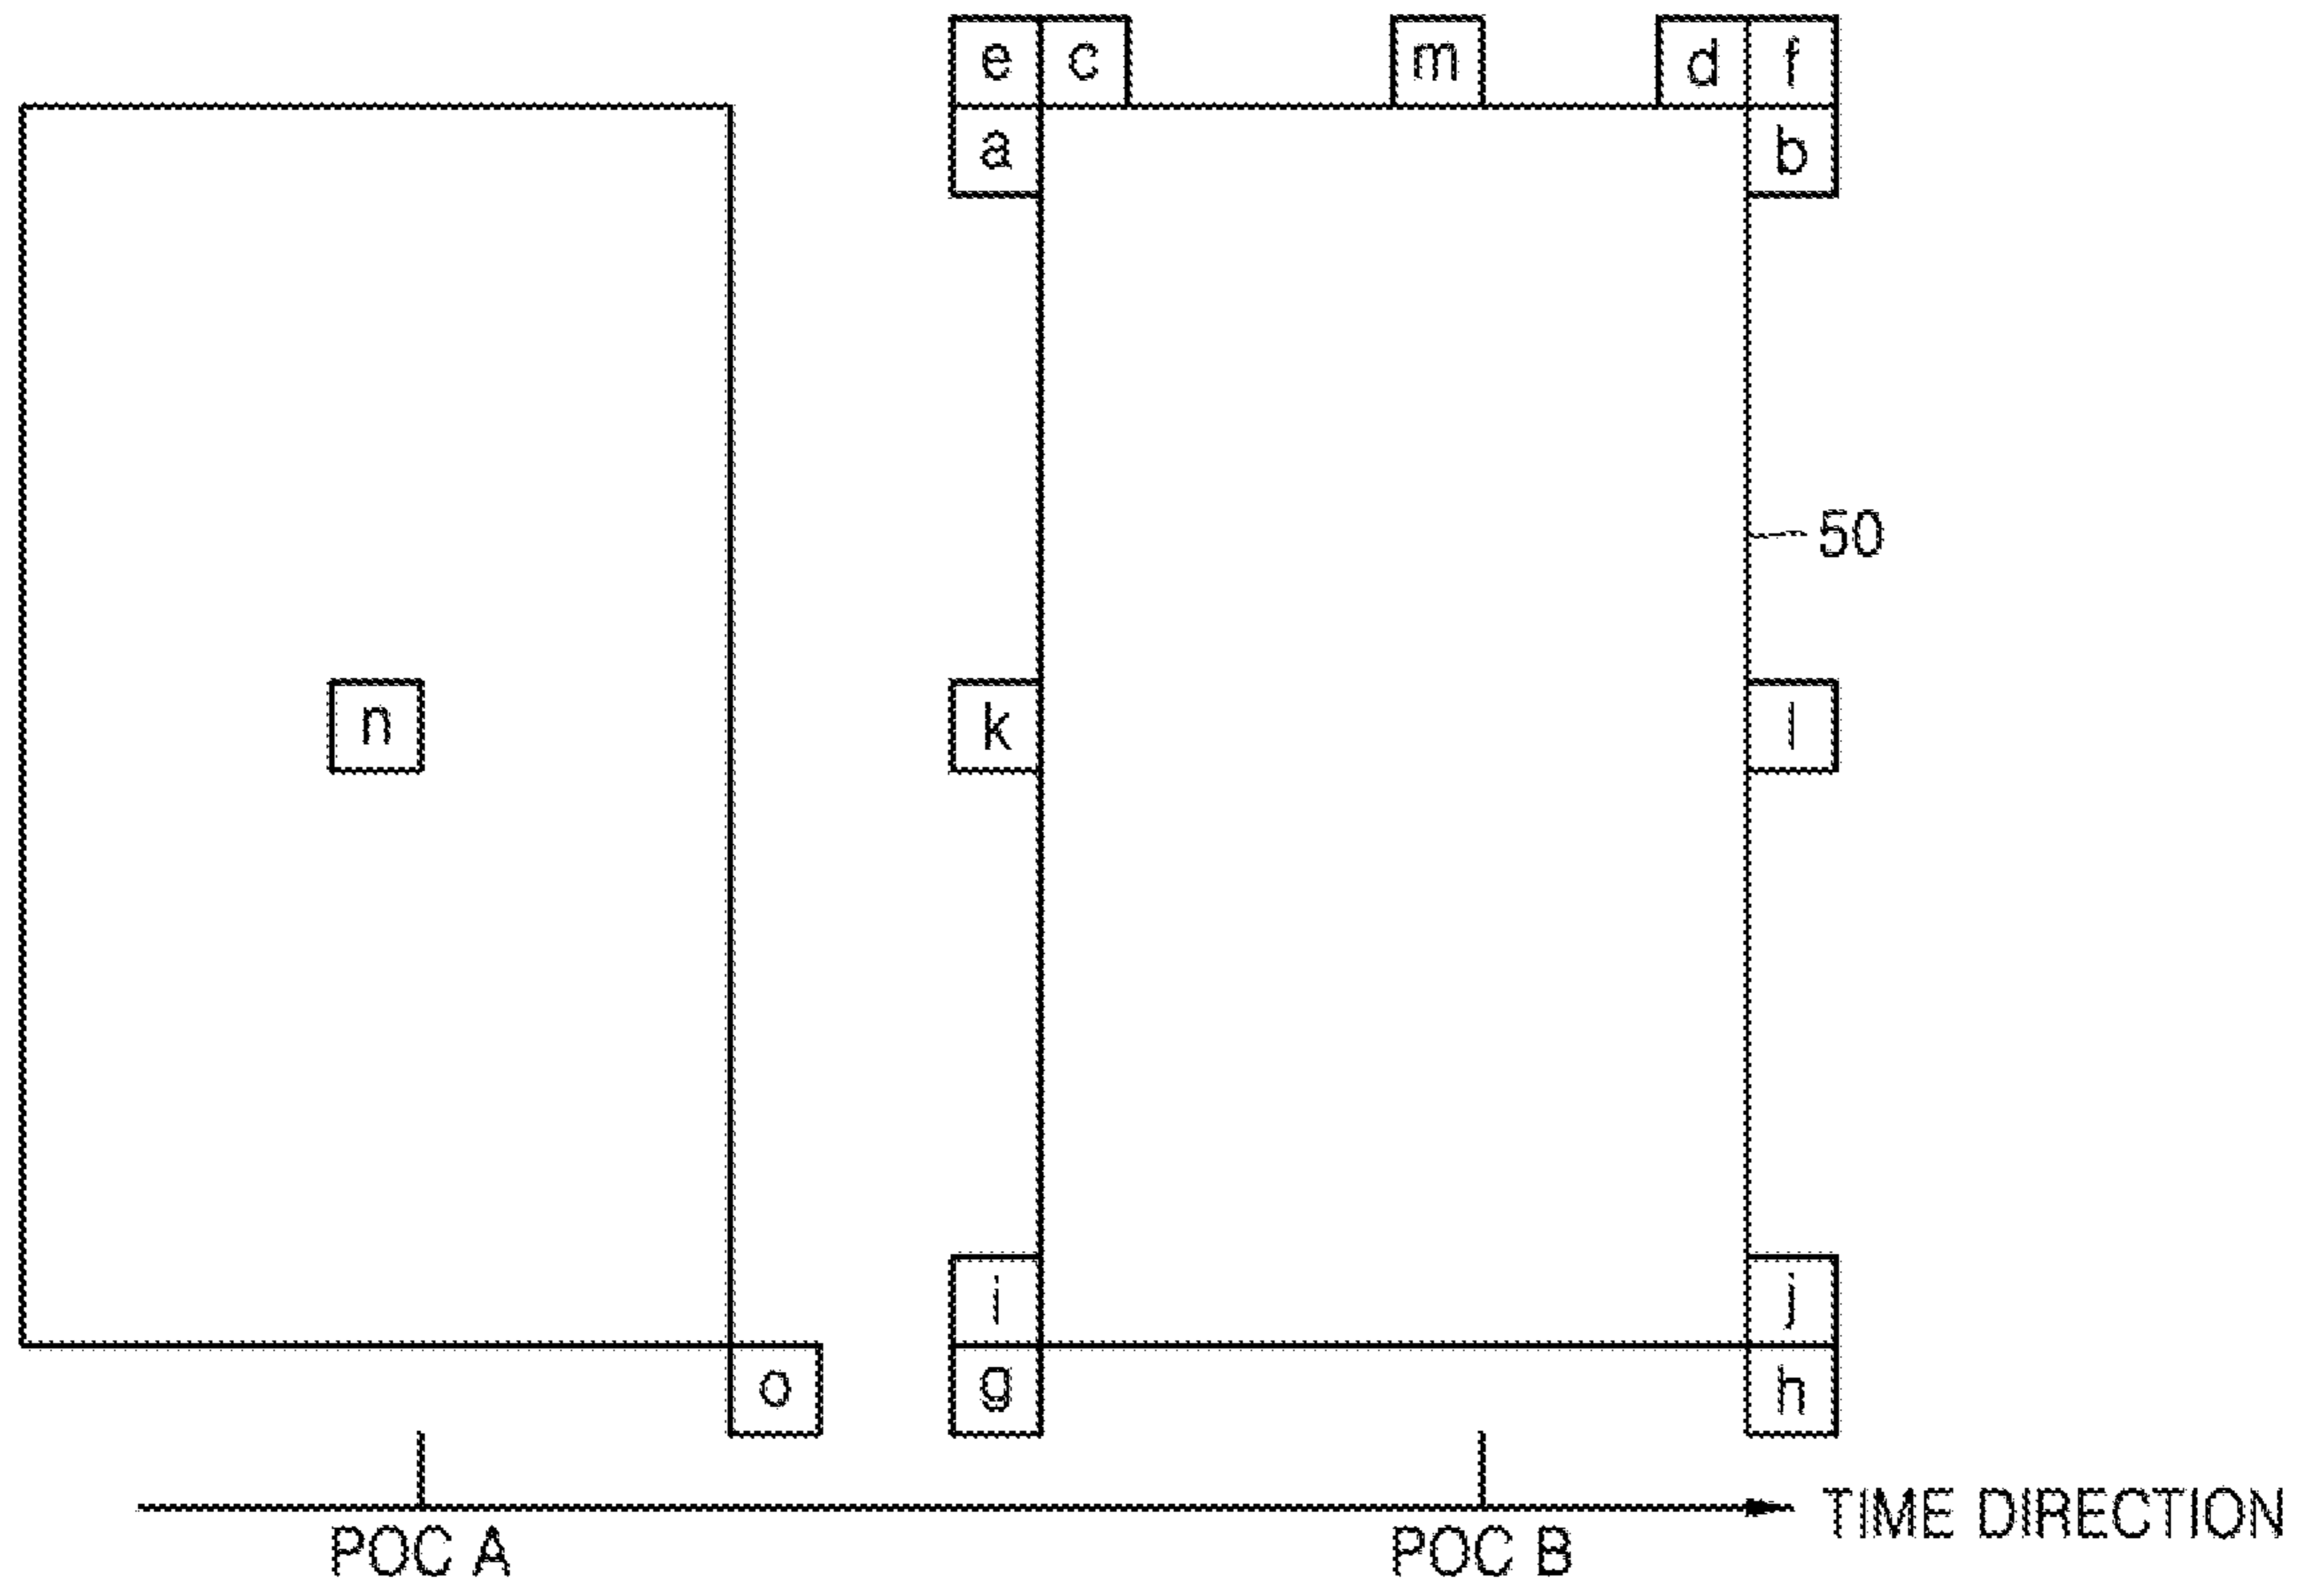 e c m d f
a b
50
n k l
i j
o g h
TIME DIRECTION
POC A POC B